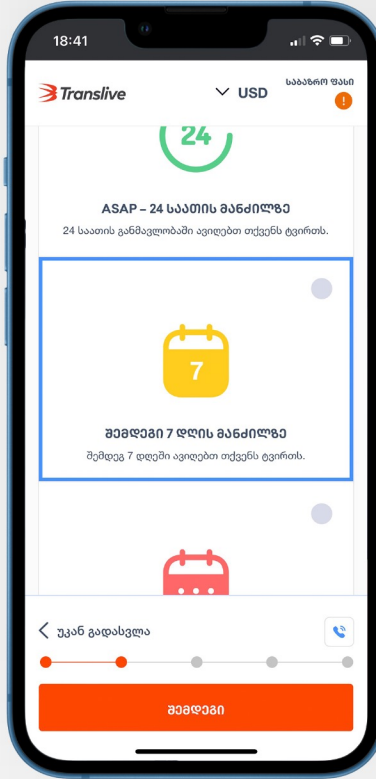 18:41
Translive
USD
საბაზრო ფასი
!
24
ASAP – 24 საათის მანძილზე
24 საათის განმავლობაში ავიღებთ თქვენს ტვირთს.
7
შემდეგი 7 დღის მანძილზე
შემდეგ 7 დღეში ავიღებთ თქვენს ტვირთს.
უკან გადასვლა
შემდეგი